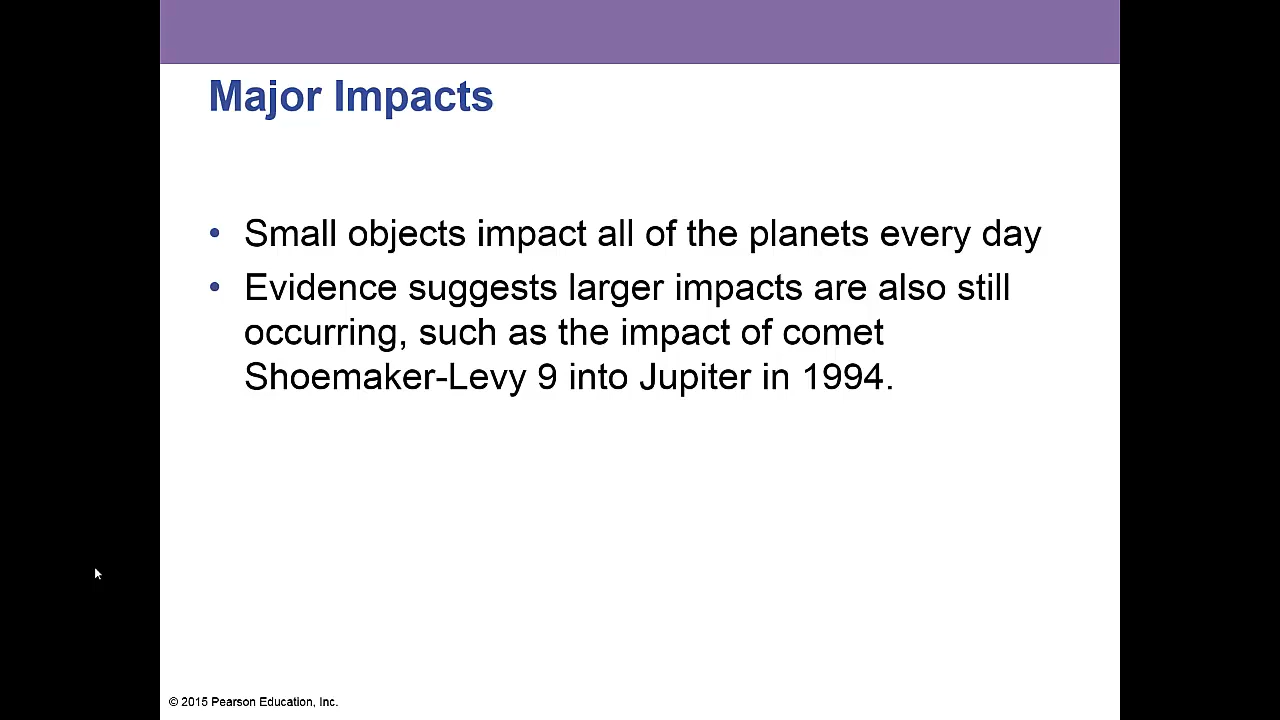 Major Impacts
• Small objects impact all of the planets every day
• Evidence suggests larger impacts are also still
occurring, such as the impact of comet
Shoemaker-Levy 9 into Jupiter in 1994.
© 2015 Pearson Education, Inc.